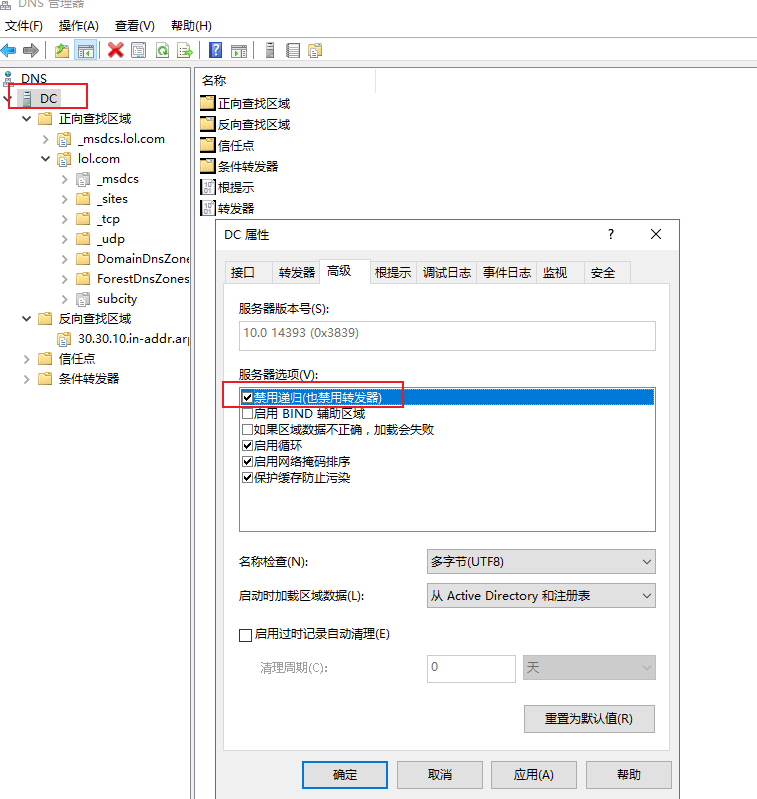 DNS 管理器
文件(F) 操作(A) 查看(V) 帮助(H)
DNS
DC
正向查找区域
_msdcs.lol.com
lol.com
_msdcs
_sites
_tcp
_udp
DomainDnsZone
ForestDnsZones
subcity
反向查找区域
30.30.10.in-addr.arp
信任点
条件转发器
名称
正向查找区域
反向查找区域
信任点
条件转发器
根提示
转发器
DC 属性
?
接口 转发器 高级 根提示 调试日志 事件日志 监视 安全
服务器版本号(S):
10.0 14393 (0x3839)
服务器选项(V):
禁用递归(也禁用转发器)
启用 BIND 辅助区域
如果区域数据不正确，加载会失败
启用循环
启用网络掩码排序
保护缓存防止污染
名称检查(N): 多字节(UTF8)
启动时加载区域数据(L): 从 Active Directory 和注册表
启用过时记录自动清理(E)
清理周期(C): 0 天
重置为默认值(R)
确定 取消 应用(A) 帮助